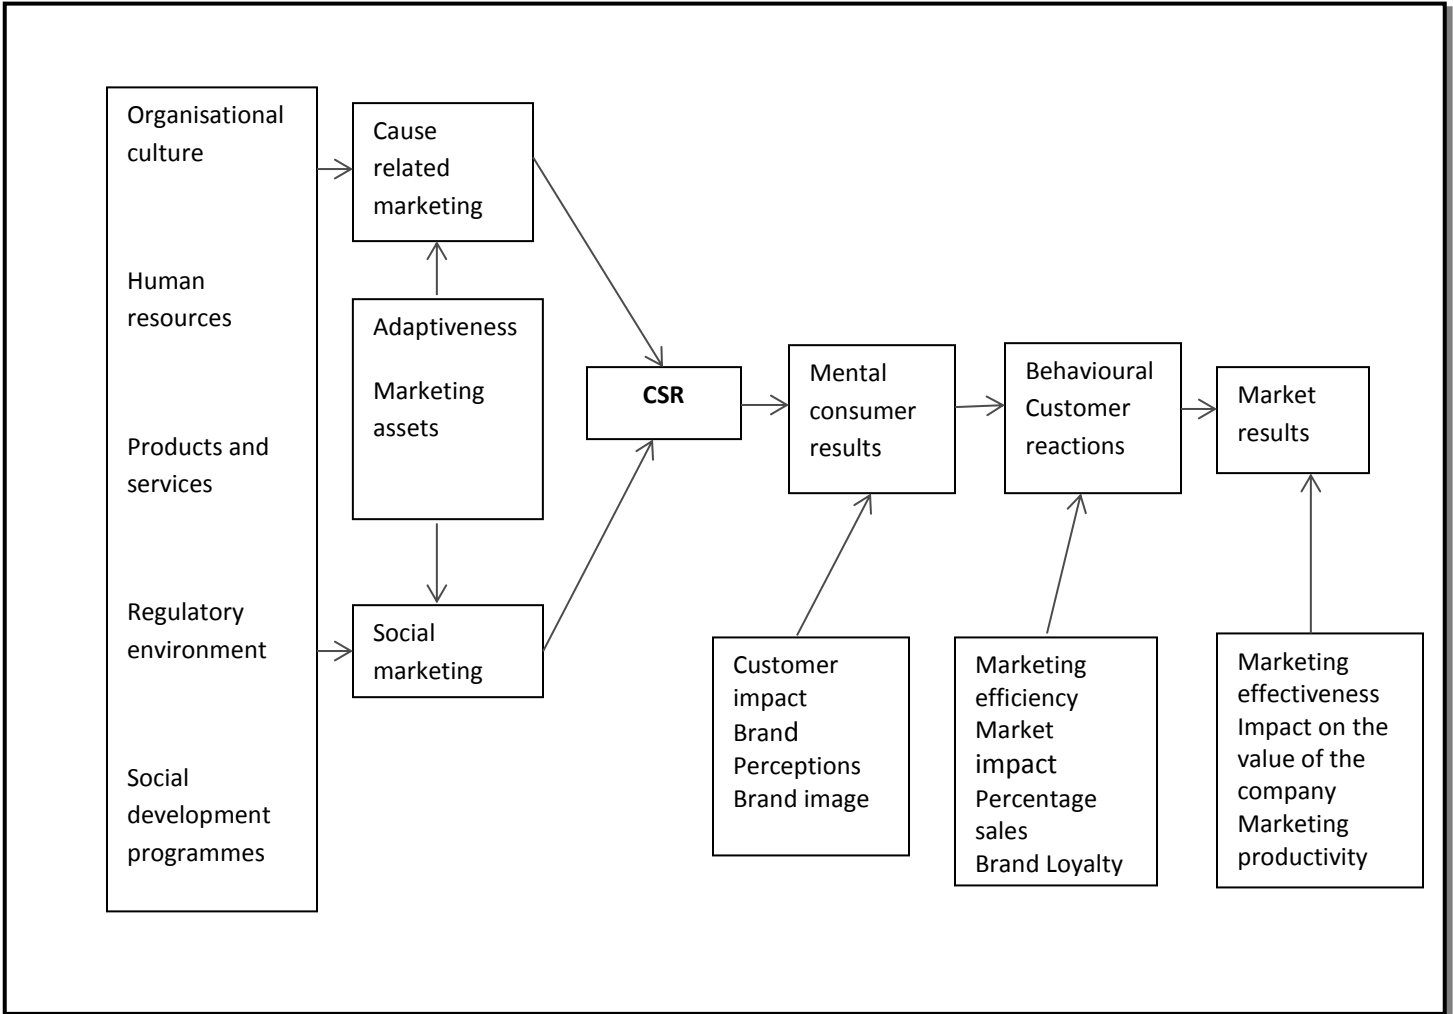 Organisational
culture
Human
resources
Products and
services
Regulatory
environment
Social
development
programmes
Cause
related
marketing
Adaptiveness
Marketing
assets
Social
marketing
CSR
Mental
consumer
results
Behavioural
Customer
reactions
Market
results
Customer
impact
Brand
Perceptions
Brand image
Marketing
efficiency
Market
impact
Percentage
sales
Brand Loyalty
Marketing
effectiveness
Impact on the
value of the
company
Marketing
productivity